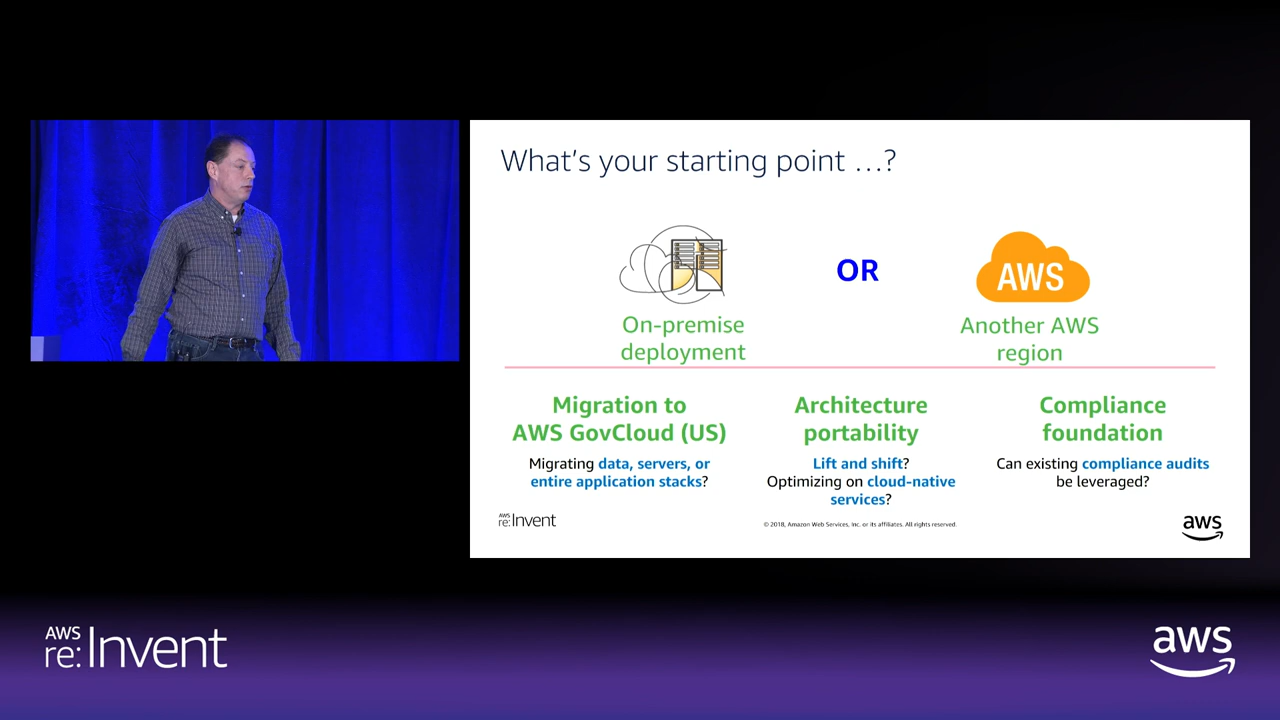 What's your starting point ...?
OR
AWS
On-premise
deployment
Another AWS
region
Migration to
AWS GovCloud (US)
Migrating data, servers, or
entire application stacks?
Architecture
portability
Lift and shift?
Optimizing on cloud-native
services?
Compliance
foundation
Can existing compliance audits
be leveraged?
AWS
re:Invent
© 2018, Amazon Web Services, Inc. or its affiliates. All rights reserved.
aws
AWS
re:Invent
aws